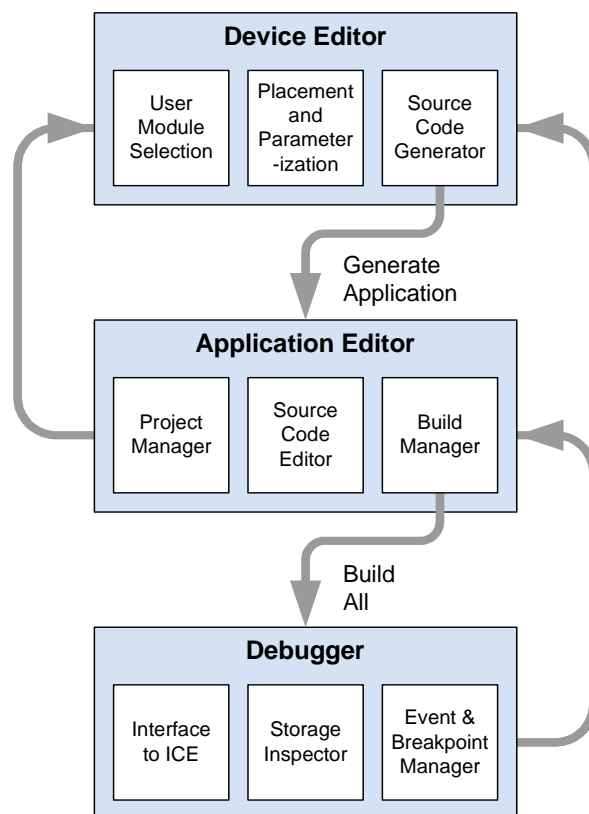 Device Editor
User
Module
Selection
Placement
and
Parameter
-ization
Source
Code
Generator
Generate
Application
Application Editor
Project
Manager
Source
Code
Editor
Build
Manager
Build
All
Debugger
Interface
to ICE
Storage
Inspector
Event &
Breakpoint
Manager